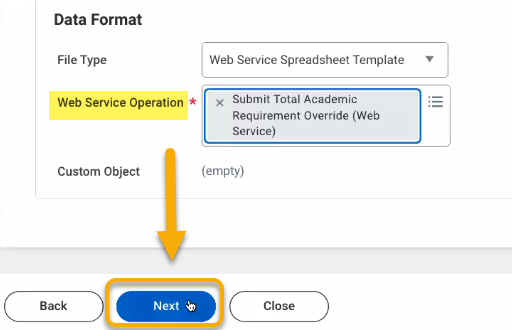 Data Format
File Type
Web Service Spreadsheet Template
Web Service Operation *
Submit Total Academic
Requirement Override (Web
Service)
Custom Object
(empty)
Back
Next
Close